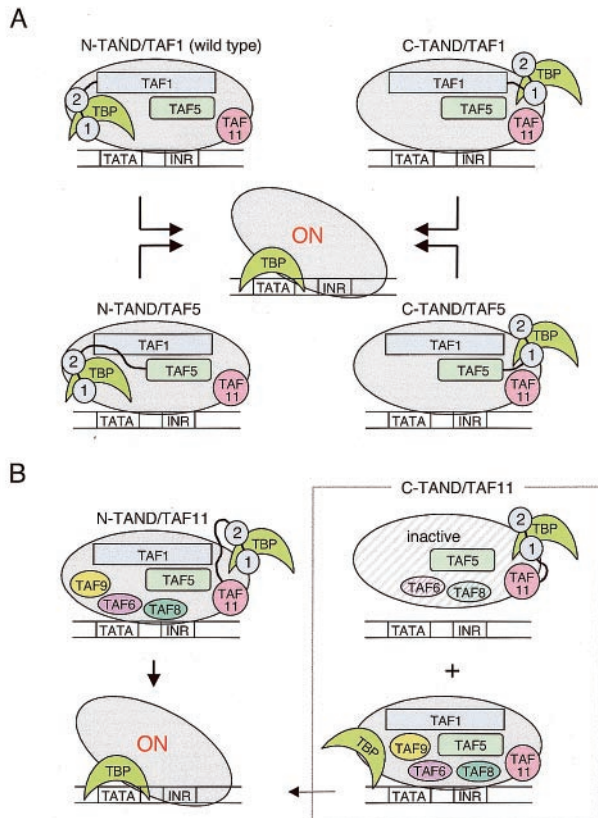 A
N-TAND/TAF1 (wild type)
C-TAND/TAF1
2
TAF1
TBP
1
TAF5
TAF
11
TATA
INR
TAF1
2
TBP
1
TAF5
TAF
11
TATA
INR
ON
TBP
TATA
INR
N-TAND/TAF5
C-TAND/TAF5
2
TAF1
1
TBP
TAF5
TAF
11
TATA
INR
TAF1
2
TBP
1
TAF5
TAF
11
TATA
INR
B
N-TAND/TAF11
2
TBP
1
TAF1
TAF9
TAF5
TAF6
TAF8
TAF
11
TATA
INR
ON
TBP
TATA
INR
C-TAND/TAF11
inactive
2
TBP
1
TAF5
TAF6
TAF8
TAF
11
TATA
INR
+
TAF1
TBP
TAF9
TAF5
TAF6
TAF8
TAF
11
TATA
INR